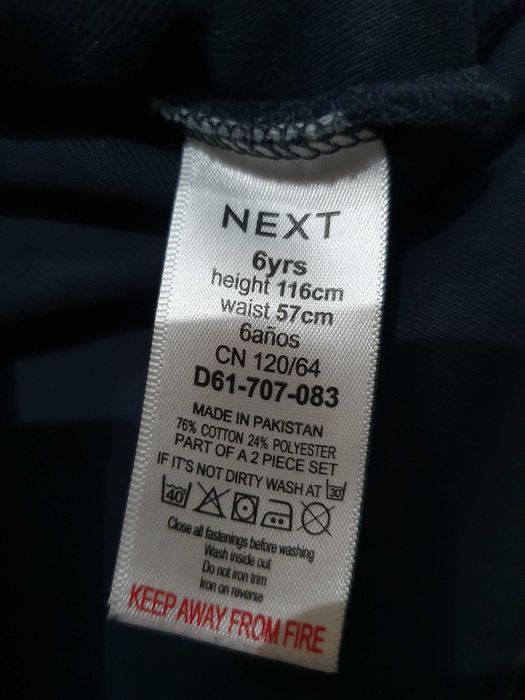 NEXT
6yrs
height 116cm
waist 57cm
6años
CN 120/64
D61-707-083
MADE IN PAKISTAN
76% COTTON 24% POLYESTER
PART OF A 2 PIECE SET
IF IT'S NOT DIRTY WASH AT 30
40
Close all fastenings before washing
Wash inside out
Do not iron trim
Iron on reverse
KEEP AWAY FROM FIRE